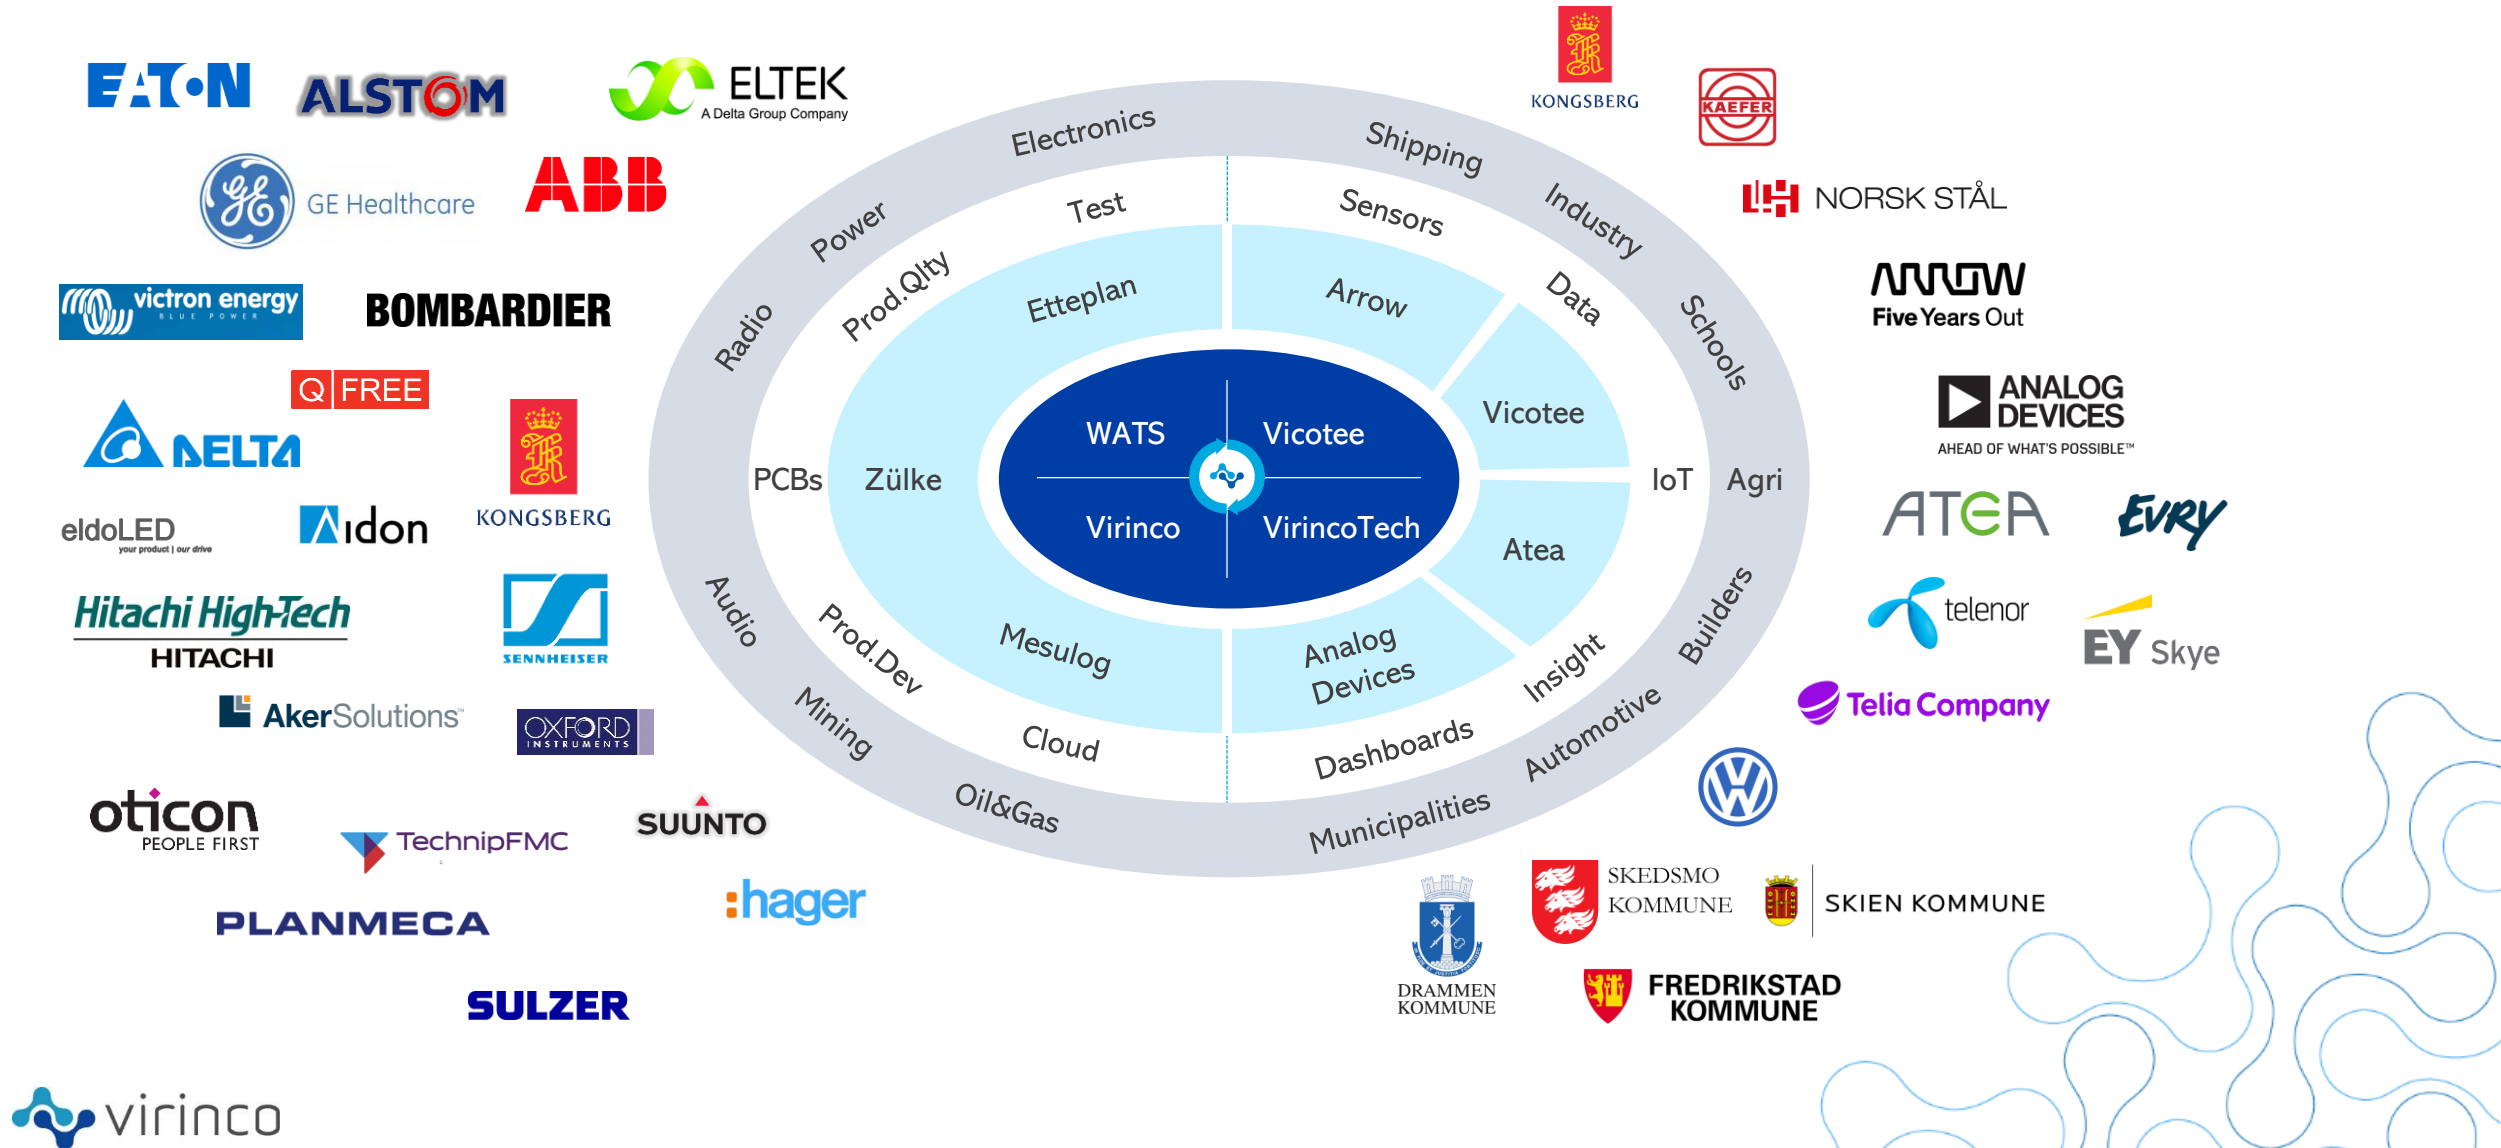 EATON
ALSTOM
ELTEK
A Delta Group Company
GE
GE Healthcare
ABB
victron energy
BLUE POWER
BOMBARDIER
Q FREE
DELTA
KONGSBERG
eldoLED
your product | our drive
Aidon
Hitachi High-Tech
HITACHI
SENNHEISER
AkerSolutions™
OXFORD
INSTRUMENTS
oticon
PEOPLE FIRST
TechnipFMC
SUUNTO
:hager
PLANMECA
SULZER
virinco
Electronics
Power
Radio
Audio
Mining
Oil&Gas
Test
Prod.Qlty
PCBs
Prod.Dev
Cloud
Etteplan
Zülke
Mesulog
WATS
Vicotee
Virinco
VirincoTech
Arrow
Vicotee
Atea
Analog
Devices
Sensors
Data
IoT
Insight
Dashboards
Shipping
Industry
Schools
Agri
Builders
Automotive
Municipalities
KONGSBERG
KAEFER
NORSK STÅL
ARROW
Five Years Out
ANALOG
DEVICES
AHEAD OF WHAT'S POSSIBLE™
ATEA
EVRY
telenor
EY Skye
Telia Company
VW
DRAMMEN
KOMMUNE
SKEDSMO
KOMMUNE
SKIEN KOMMUNE
FREDRIKSTAD
KOMMUNE